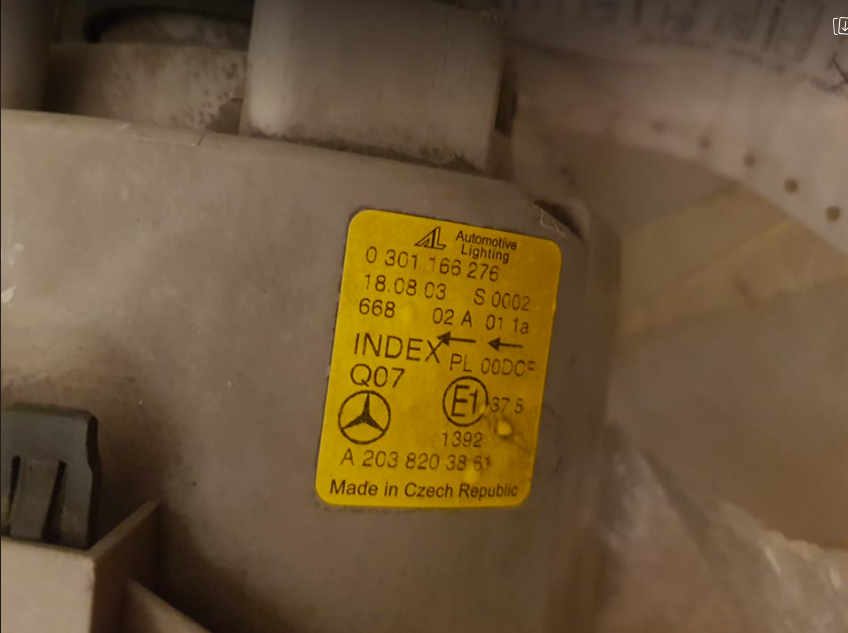 Automotive
Lighting
0 301 166 276
18.08.03 S 0002
668 02 A 01 1a
INDEX PL
Q07
E1 37.5
1392
A 203 820 38 61
Made in Czech Republic